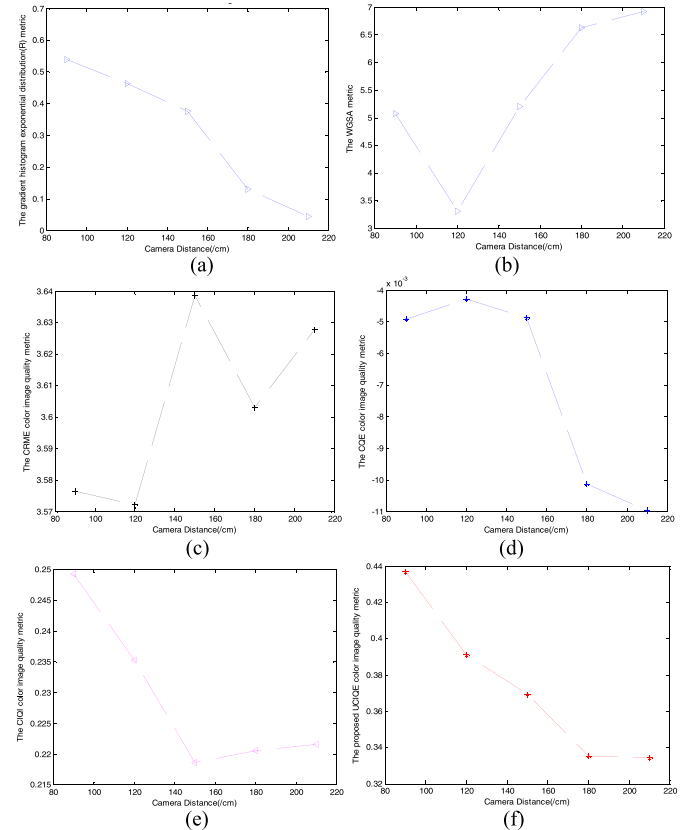 0.7
0.6
0.5
0.4
0.3
0.2
0.1
0
80 100 120 140 160 180 200 220
The gradient histogram exponential distribution(R) metric
Camera Distance(/cm)
(a)
7
6.5
6
5.5
5
4.5
4
3.5
3
80 100 120 140 160 180 200 220
The WGSA metric
Camera Distance(/cm)
(b)
3.64
3.63
3.62
3.61
3.6
3.59
3.58
3.57
60 80 100 120 140 160 180 200 220
The CRME color image quality metric
Camera Distance(/cm)
(c)
x 10⁻³
-4
-5
-6
-7
-8
-9
-10
-11
80 100 120 140 160 180 200 220
The CQE color image quality metric
Camera Distance(/cm)
(d)
0.25
0.245
0.24
0.235
0.23
0.225
0.22
0.215
80 100 120 140 160 180 200 220
The CIQI color image quality metric
Camera Distance(/cm)
(e)
0.44
0.42
0.4
0.38
0.36
0.34
0.32
80 100 120 140 160 180 200 220
The proposed UCIQE color image quality metric
Camera Distance(/cm)
(f)